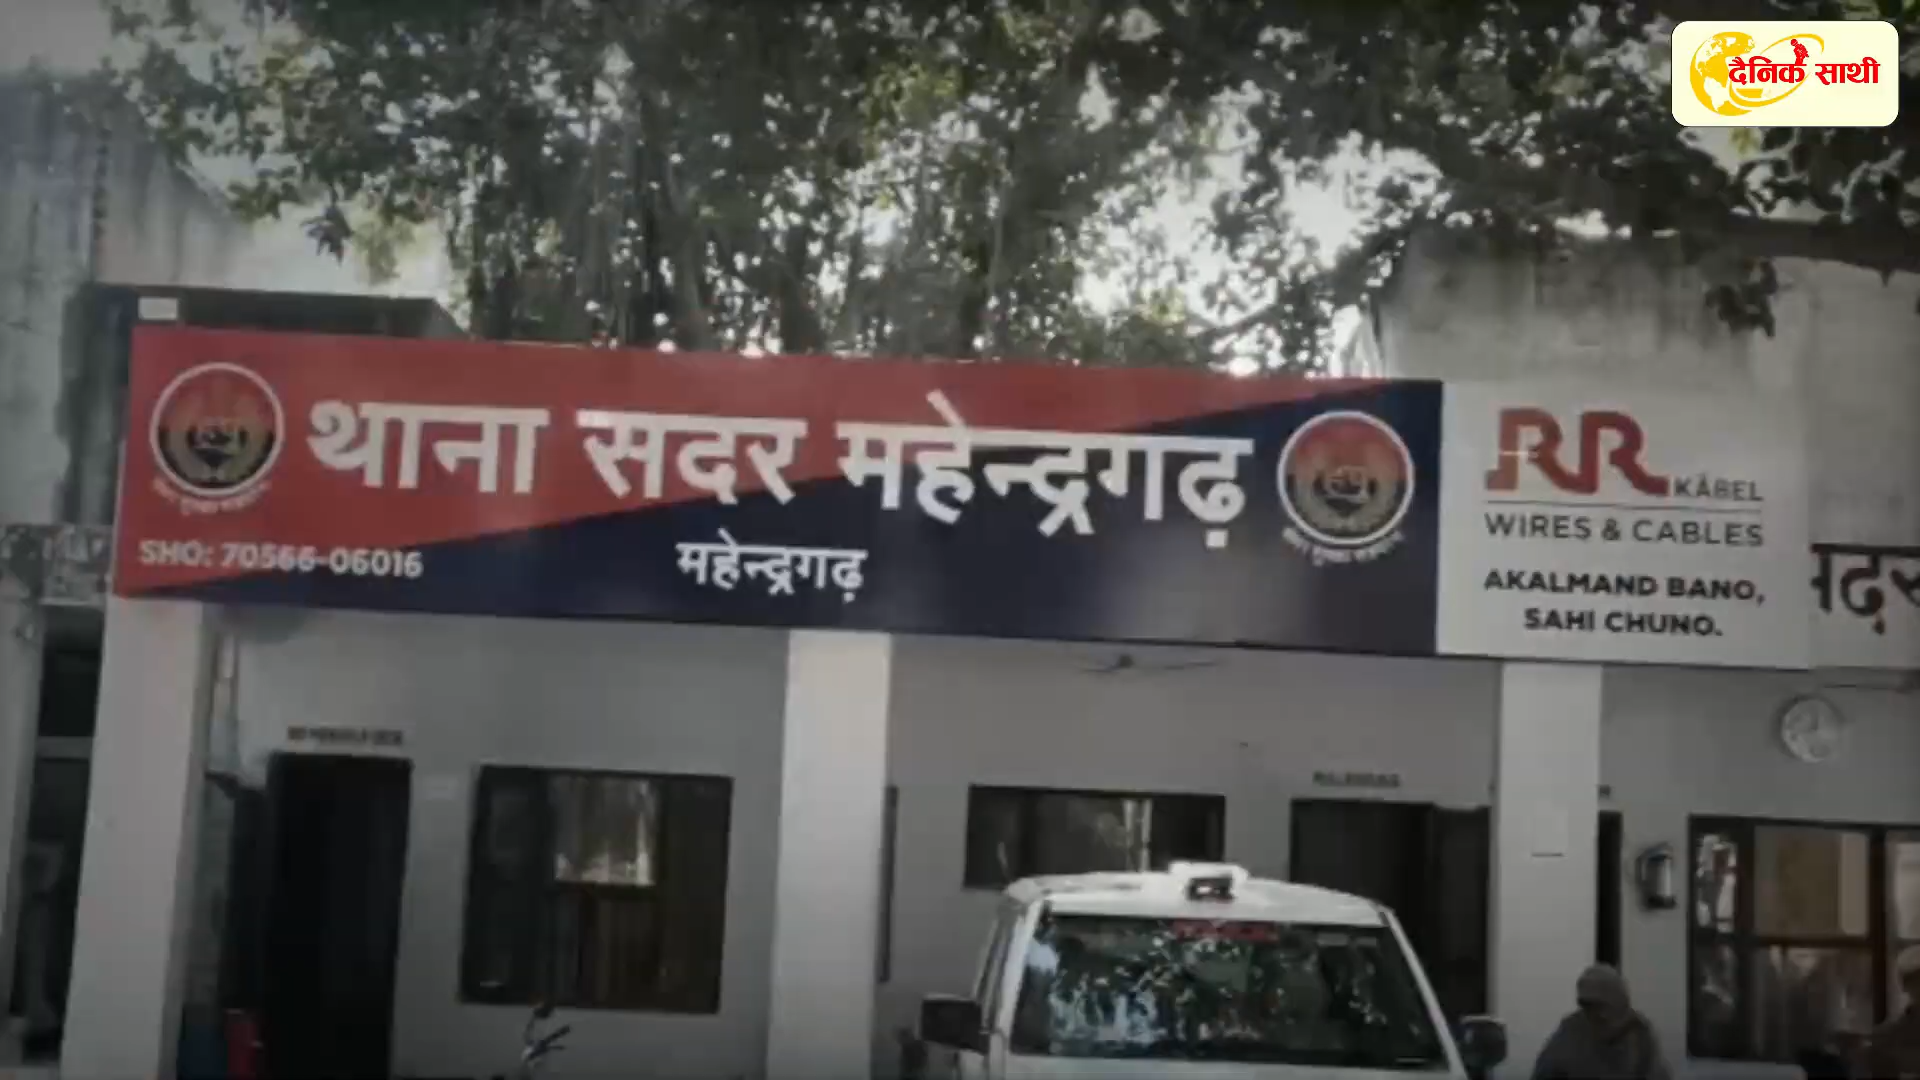 दैनिक साथी
थाना सदर महेन्द्रगढ़
SHO: 70566-06016
महेन्द्रगढ़
RR KABEL
WIRES & CABLES
AKALMAND BANO,
SAHI CHUNO.